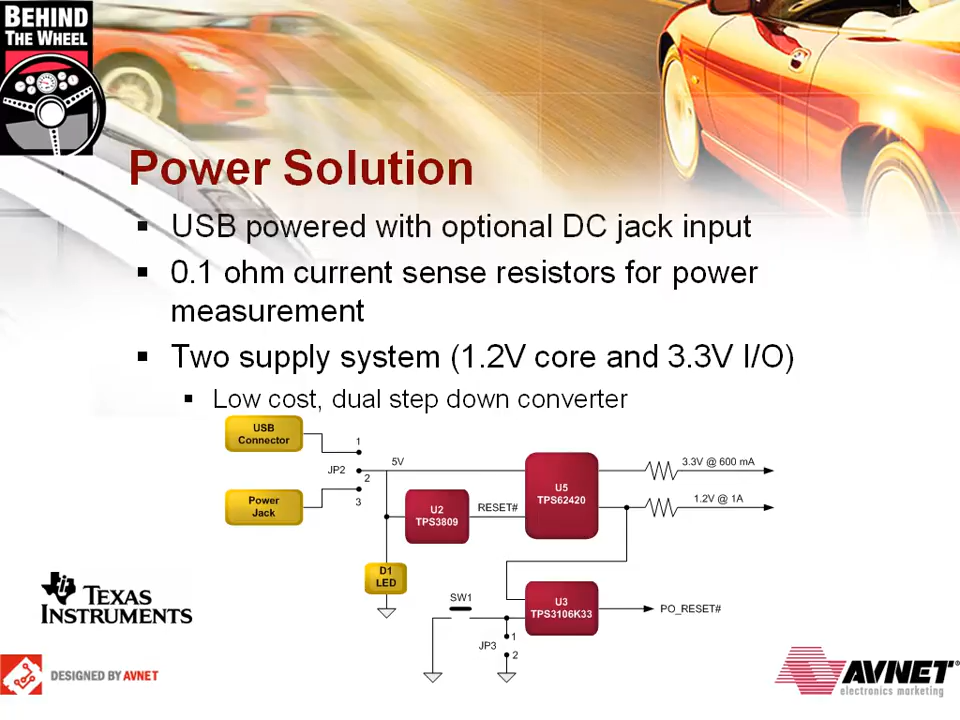 BEHIND
THE WHEEL
Power Solution
▪ USB powered with optional DC jack input
▪ 0.1 ohm current sense resistors for power
measurement
▪ Two supply system (1.2V core and 3.3V I/O)
▪ Low cost, dual step down converter
USB
Connector
1
JP2
2
3
Power
Jack
5V
U2
TPS3809
RESET#
U5
TPS62420
3.3V @ 600 mA
1.2V @ 1A
D1
LED
SW1
U3
TPS3106K33
PO_RESET#
JP3
1
2
TEXAS
INSTRUMENTS
DESIGNED BY AVNET
AVNET®
electronics marketing